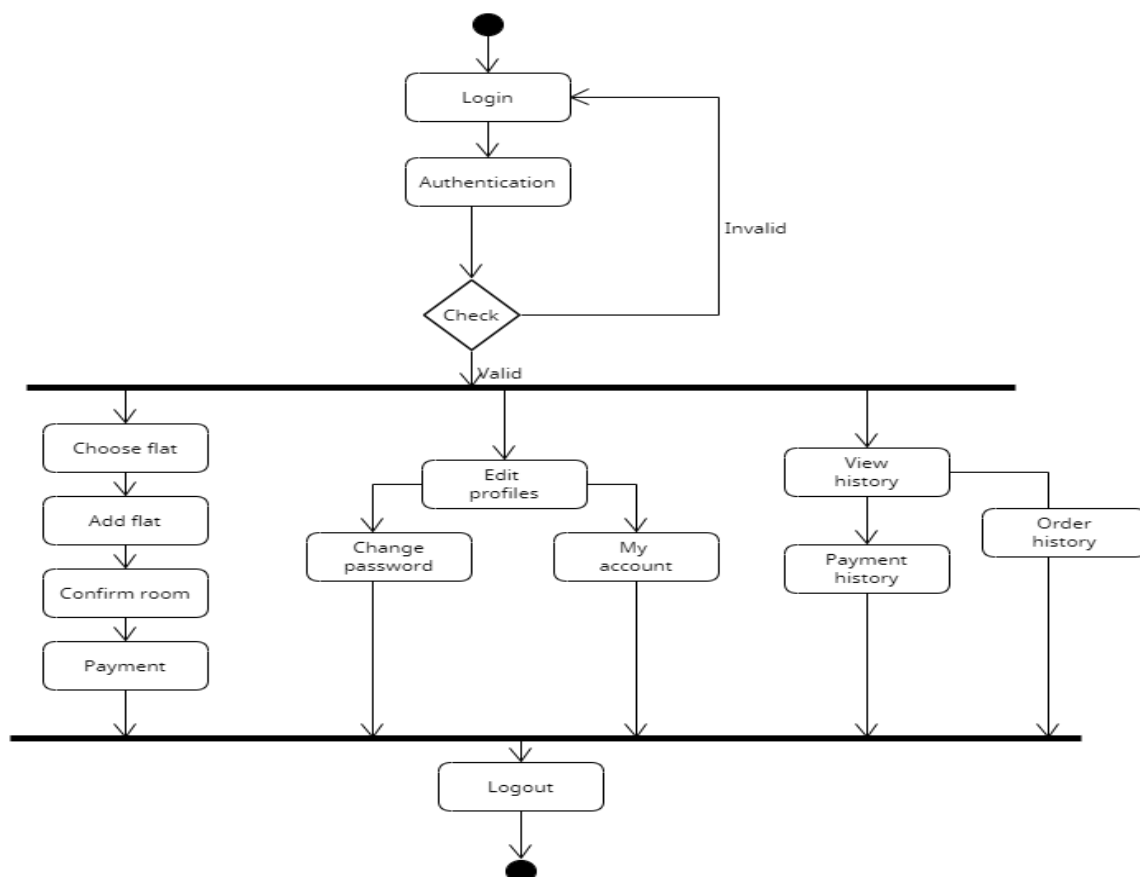 Login
Authentication
Invalid
Check
Valid
Choose flat
Add flat
Confirm room
Payment
Edit
profiles
Change
password
My
account
View
history
Payment
history
Order
history
Logout